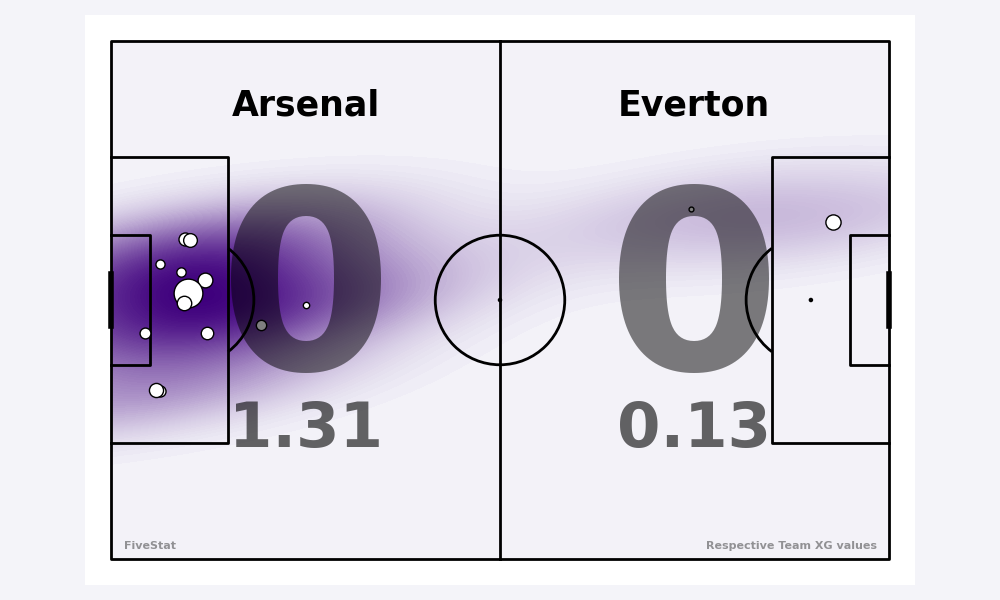 Arsenal
Everton
0
0
1.31
0.13
FiveStat
Respective Team XG values